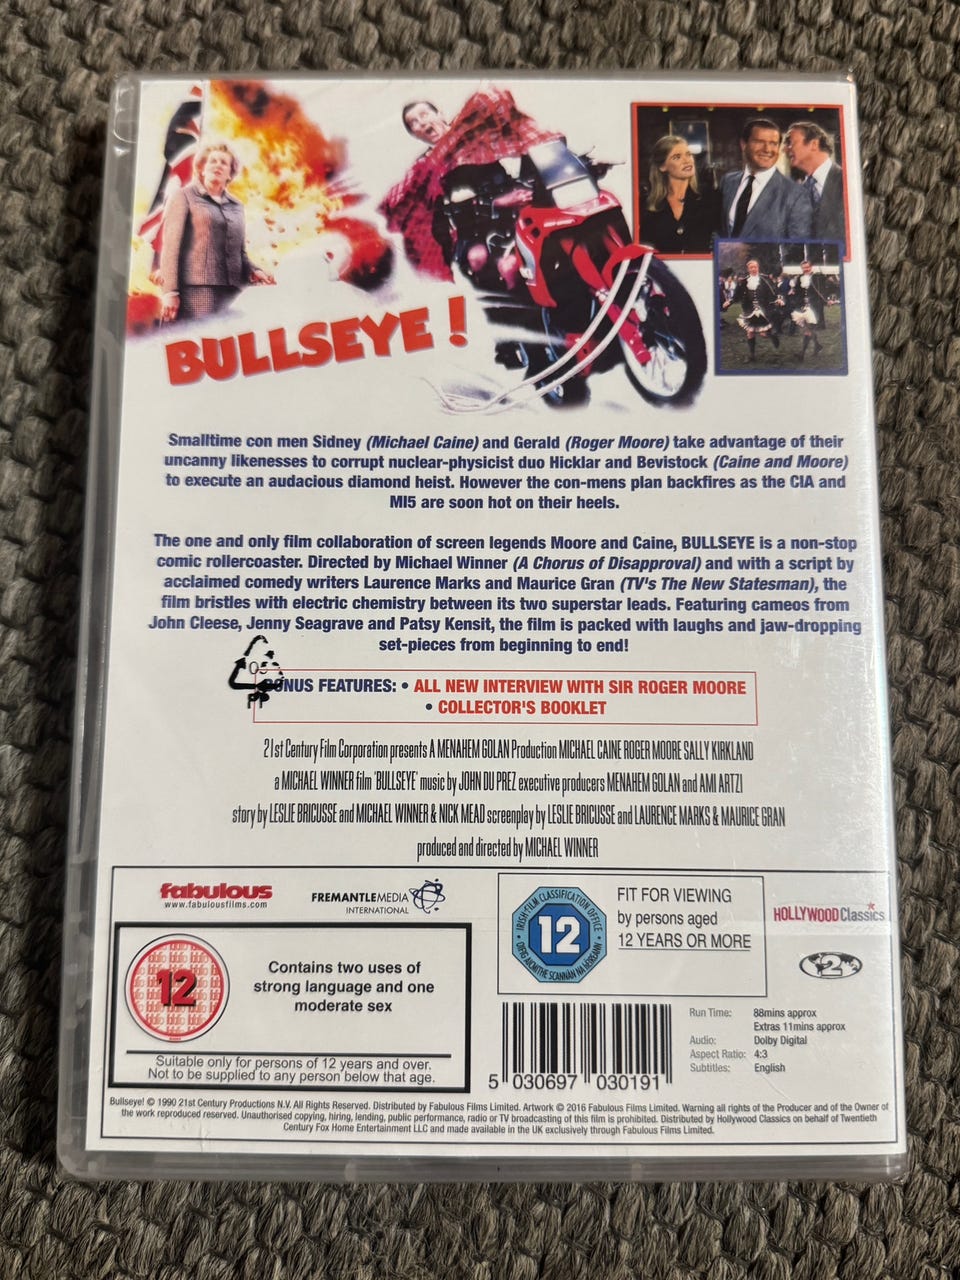 BULLSEYE!
Smalltime con men Sidney (Michael Caine) and Gerald (Roger Moore) take advantage of their
uncanny likenesses to corrupt nuclear-physicist duo Hicklar and Bevistock (Caine and Moore)
to execute an audacious diamond heist. However the con-mens plan backfires as the CIA and
MI5 are soon hot on their heels.
The one and only film collaboration of screen legends Moore and Caine, BULLSEYE is a non-stop
comic rollercoaster. Directed by Michael Winner (A Chorus of Disapproval) and with a script by
acclaimed comedy writers Laurence Marks and Maurice Gran (TV's The New Statesman), the
film bristles with electric chemistry between its two superstar leads. Featuring cameos from
John Cleese, Jenny Seagrave and Patsy Kensit, the film is packed with laughs and jaw-dropping
set-pieces from beginning to end!
05
PP
BONUS FEATURES: • ALL NEW INTERVIEW WITH SIR ROGER MOORE
• COLLECTOR'S BOOKLET
21st Century Film Corporation presents A MENAHEM GOLAN Production MICHAEL CAINE ROGER MOORE SALLY KIRKLAND
a MICHAEL WINNER film 'BULLSEYE' music by JOHN DU PREZ executive producers MENAHEM GOLAN and AMI ARTZI
story by LESLIE BRICUSSE and MICHAEL WINNER & NICK MEAD screenplay by LESLIE BRICUSSE and LAURENCE MARKS & MAURICE GRAN
produced and directed by MICHAEL WINNER
fabulous
www.fabulousfilms.com
FREMANTLEMEDIA
INTERNATIONAL
IRISH FILM CLASSIFICATION OFFICE
12
OIFIG AICMITHE SCANNÁN NA hÉIREANN
FIT FOR VIEWING
by persons aged
12 YEARS OR MORE
HOLLYWOOD Classics
2
12
Contains two uses of
strong language and one
moderate sex
Suitable only for persons of 12 years and over.
Not to be supplied to any person below that age.
5 030697 030191
Run Time: 88mins approx
Extras 11mins approx
Audio: Dolby Digital
Aspect Ratio: 4:3
Subtitles: English
Bullseye! © 1990 21st Century Productions N.V. All Rights Reserved. Distributed by Fabulous Films Limited. Artwork © 2016 Fabulous Films Limited. Warning all rights of the Producer and of the Owner of
the work reproduced reserved. Unauthorised copying, hiring, lending, public performance, radio or TV broadcasting of this film is prohibited. Distributed by Hollywood Classics on behalf of Twentieth
Century Fox Home Entertainment LLC and made available in the UK exclusively through Fabulous Films Limited.